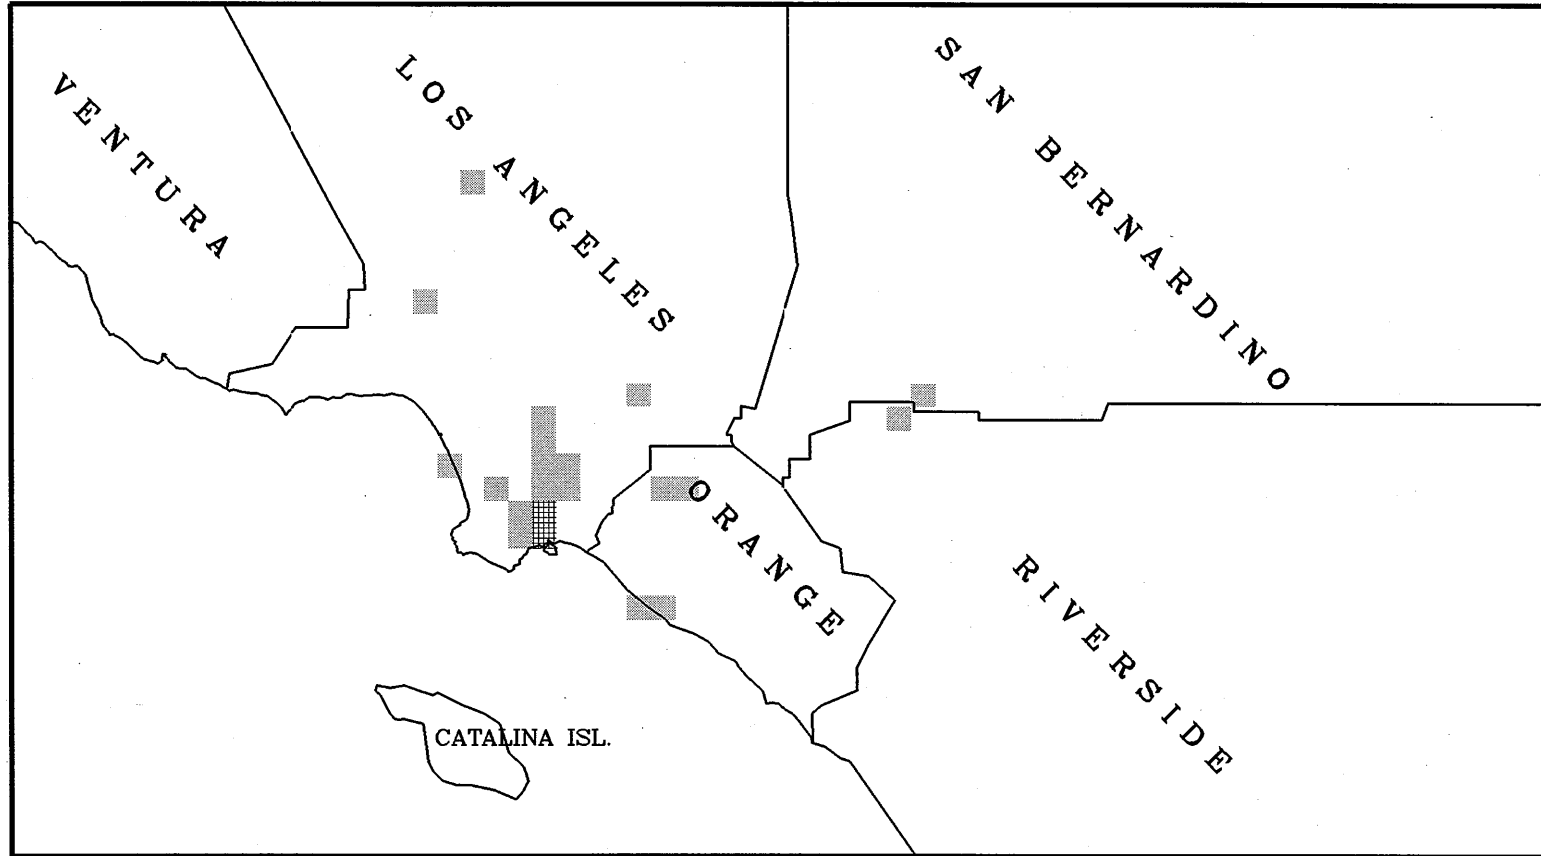 VENTURA
LOS ANGELES
SAN BERNARDINO
ORANGE
RIVERSIDE
CATALINA ISL.